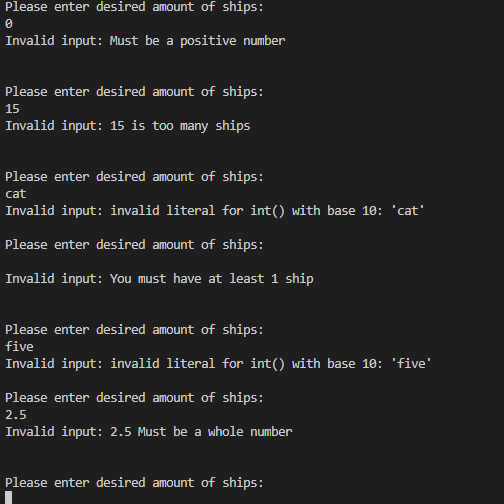 Please enter desired amount of ships:
0
Invalid input: Must be a positive number
Please enter desired amount of ships:
15
Invalid input: 15 is too many ships
Please enter desired amount of ships:
cat
Invalid input: invalid literal for int() with base 10: 'cat'
Please enter desired amount of ships:
Invalid input: You must have at least 1 ship
Please enter desired amount of ships:
five
Invalid input: invalid literal for int() with base 10: 'five'
Please enter desired amount of ships:
2.5
Invalid input: 2.5 Must be a whole number
Please enter desired amount of ships: